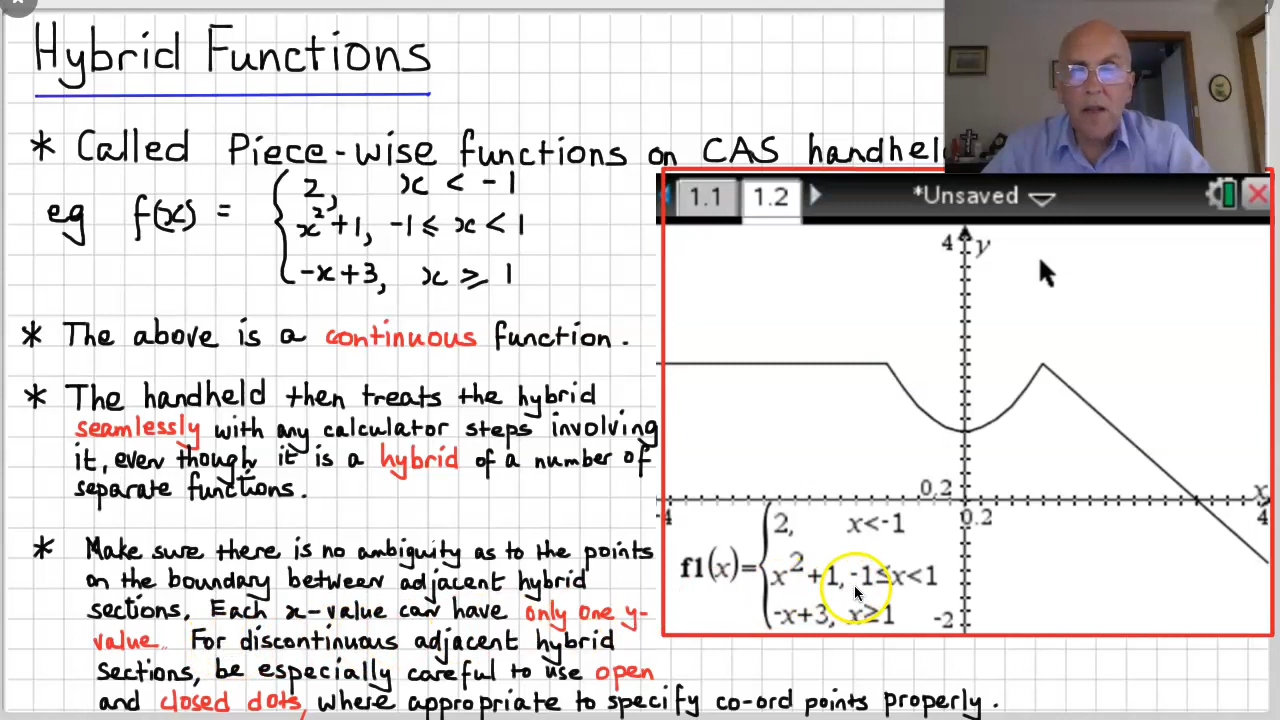 Hybrid Functions
* Called Piece-wise functions on CAS handheld
eg f(x) = { 2, x < -1
x²+1, -1 ≤ x < 1
-x+3, x ≥ 1
* The above is a continuous function.
* The handheld then treats the hybrid
seamlessly with any calculator steps involving
it, even though it is a hybrid of a number of
separate functions.
* Make sure there is no ambiguity as to the points
on the boundary between adjacent hybrid
sections. Each x-value can have only one y-
value. For discontinuous adjacent hybrid
sections, be especially careful to use open
and closed dots, where appropriate to specify co-ord points properly.
1.1 1.2 *Unsaved
4 y
0.2 x
4 0.2 4
f1(x)={ 2, x<-1
x²+1, -1≤x<1
-x+3, x≥1
-2